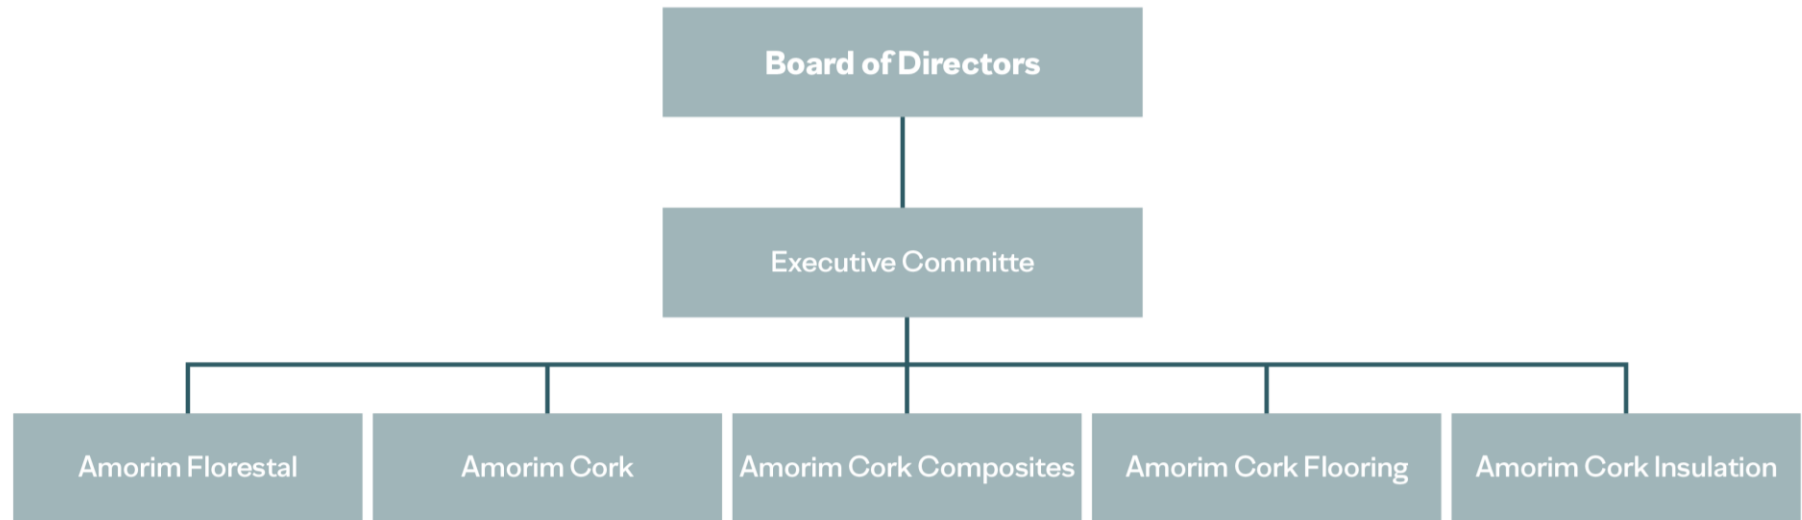 Board of Directors
Executive Committe
Amorim Florestal
Amorim Cork
Amorim Cork Composites
Amorim Cork Flooring
Amorim Cork Insulation